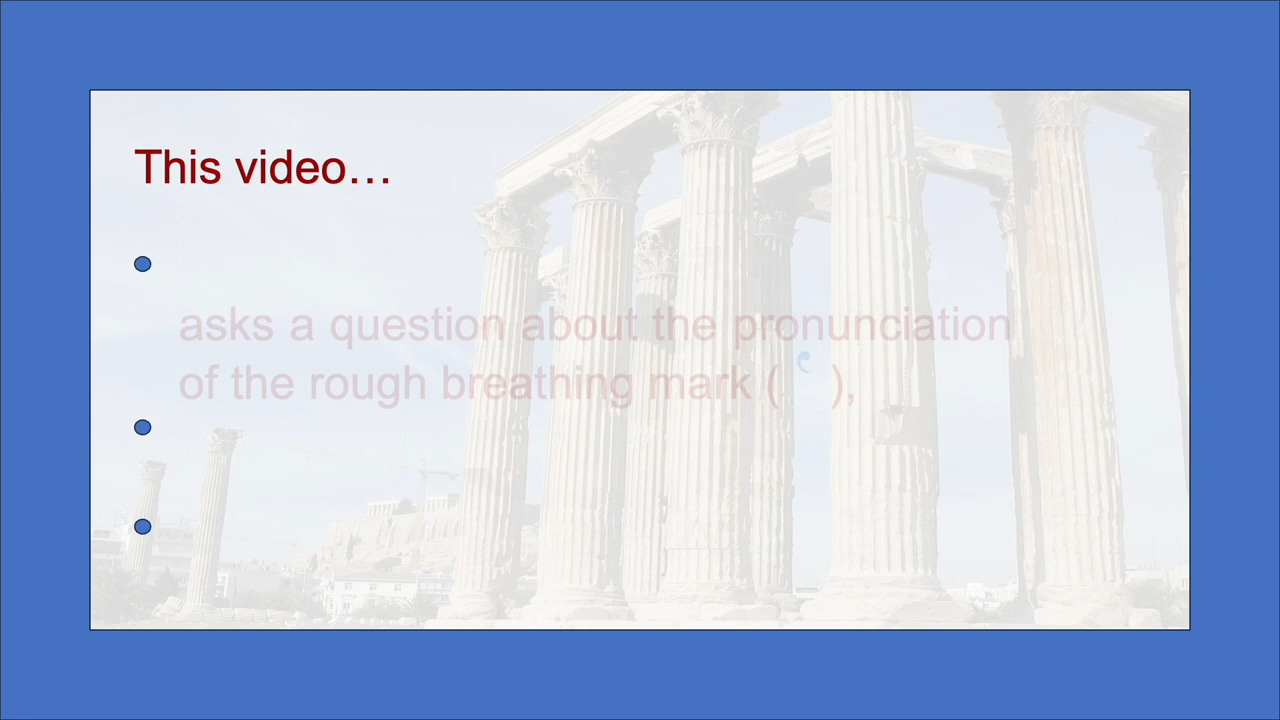 This video…
asks a question about the pronunciation
of the rough breathing mark ( ῾ ),